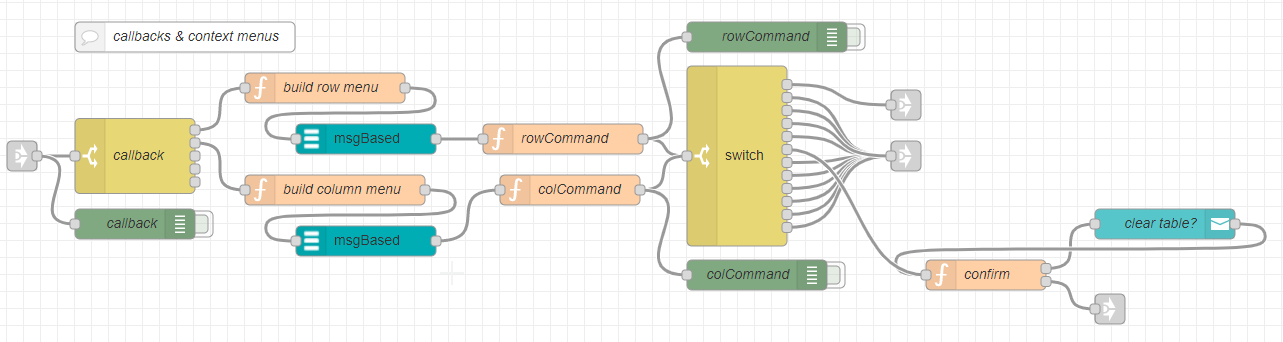 callbacks & context menus
rowCommand
build row menu
msgBased
rowCommand
callback
switch
build column menu
colCommand
callback
msgBased
clear table?
colCommand
confirm